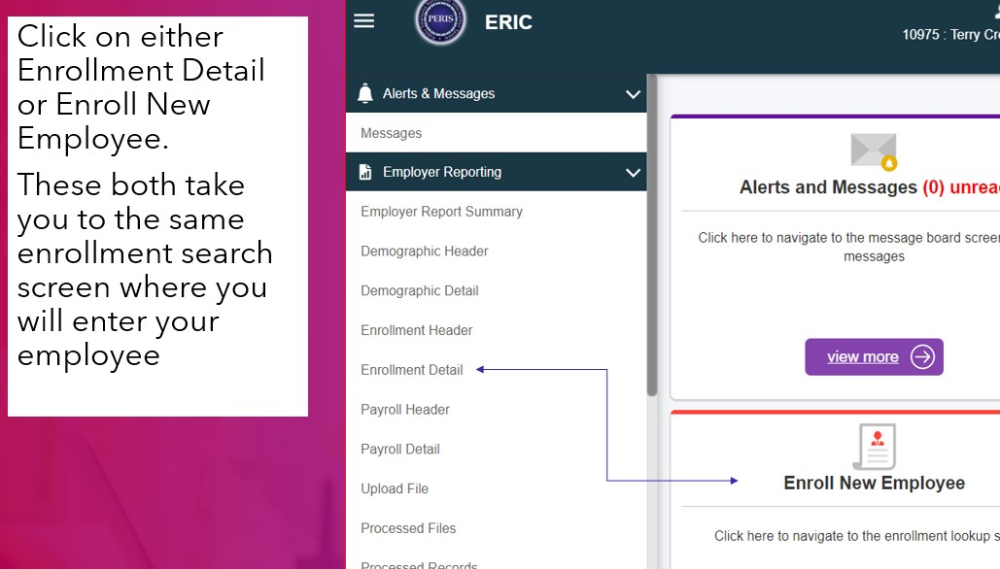 Click on either
Enrollment Detail
or Enroll New
Employee.
These both take
you to the same
enrollment search
screen where you
will enter your
employee
PERIS
ERIC
10975 : Terry
Alerts & Messages
Messages
Employer Reporting
Employer Report Summary
Demographic Header
Demographic Detail
Enrollment Header
Enrollment Detail
Payroll Header
Payroll Detail
Upload File
Processed Files
Processed Records
Alerts and Messages (0)
Click here to navigate to the message board
messages
view more
Enroll New Employee
Click here to navigate to the enrollment lookup